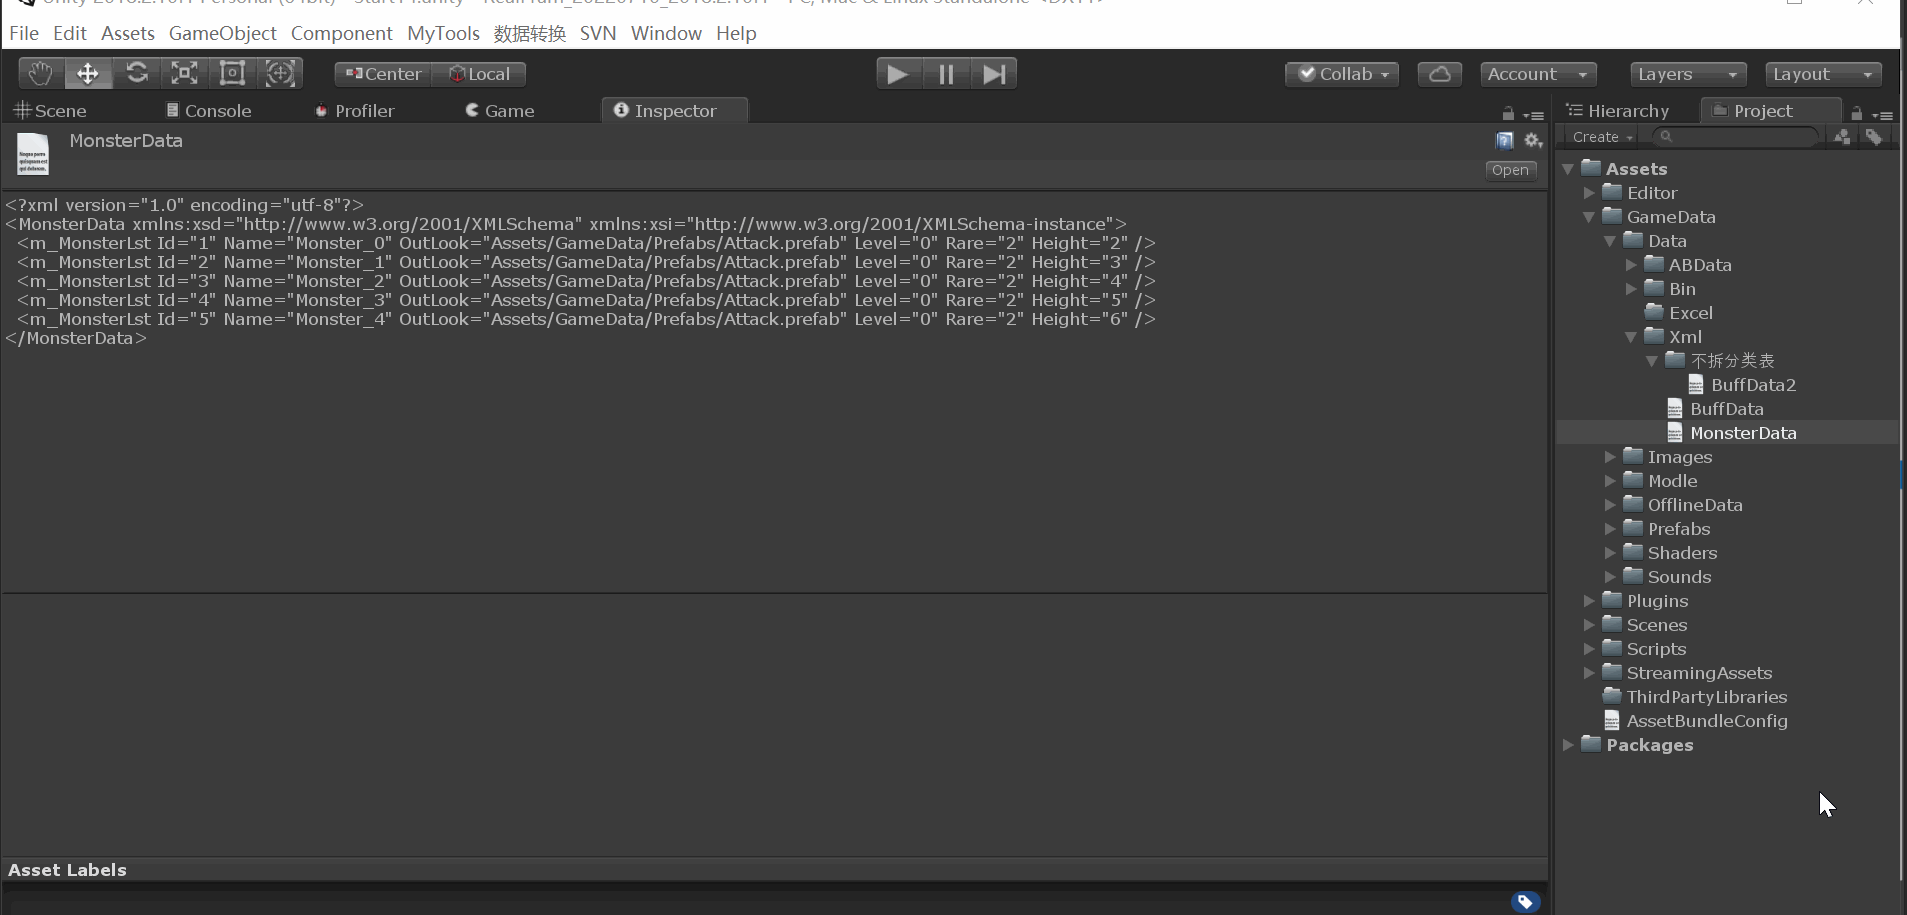 File Edit Assets GameObject Component MyTools 数据转换 SVN Window Help
Center Local Collab Account Layers Layout
Scene Console Profiler Game Inspector Hierarchy Project
MonsterData
Create
Open
<?xml version="1.0" encoding="utf-8"?>
<MonsterData xmlns:xsd="http://www.w3.org/2001/XMLSchema" xmlns:xsi="http://www.w3.org/2001/XMLSchema-instance">
<m_MonsterLst Id="1" Name="Monster_0" OutLook="Assets/GameData/Prefabs/Attack.prefab" Level="0" Rare="2" Height="2" />
<m_MonsterLst Id="2" Name="Monster_1" OutLook="Assets/GameData/Prefabs/Attack.prefab" Level="0" Rare="2" Height="3" />
<m_MonsterLst Id="3" Name="Monster_2" OutLook="Assets/GameData/Prefabs/Attack.prefab" Level="0" Rare="2" Height="4" />
<m_MonsterLst Id="4" Name="Monster_3" OutLook="Assets/GameData/Prefabs/Attack.prefab" Level="0" Rare="2" Height="5" />
<m_MonsterLst Id="5" Name="Monster_4" OutLook="Assets/GameData/Prefabs/Attack.prefab" Level="0" Rare="2" Height="6" />
</MonsterData>
Asset Labels
Assets
Editor
GameData
Data
ABData
Bin
Excel
Xml
不拆分类表
BuffData2
BuffData
MonsterData
Images
Modle
OfflineData
Prefabs
Shaders
Sounds
Plugins
Scenes
Scripts
StreamingAssets
ThirdPartyLibraries
AssetBundleConfig
Packages